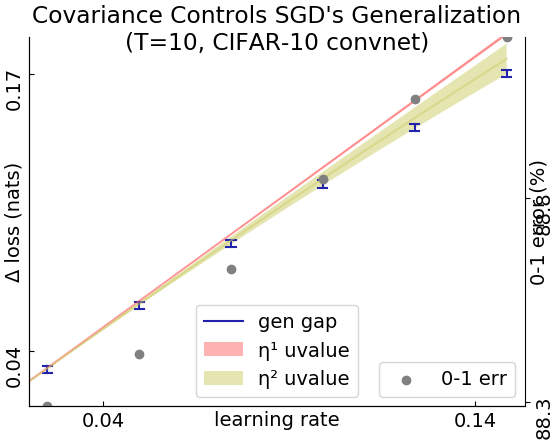 Covariance Controls SGD's Generalization
(T=10, CIFAR-10 convnet)
0.17
Δ loss (nats)
0.04
0-1 error (%)
88.8
88.3
gen gap
η¹ uvalue
η² uvalue
0-1 err
0.04
learning rate
0.14